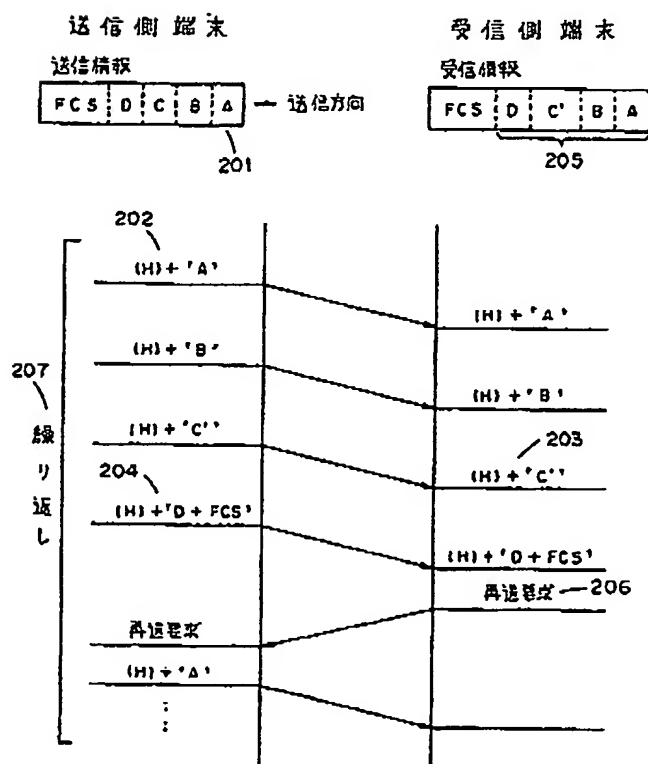 送信側端末
受信側端末
送信情報
受信情報
FCS D C B A 送信方向
FCS D C' B A
201
205
202
(H)+「A」
(H)+「A」
(H)+「B」
(H)+「B」
207
繰り返し
(H)+「C」
203
(H)+「C'」
204
(H)+「D+FCS」
(H)+「D+FCS」
再送要求 206
再送要求
(H)+「A」